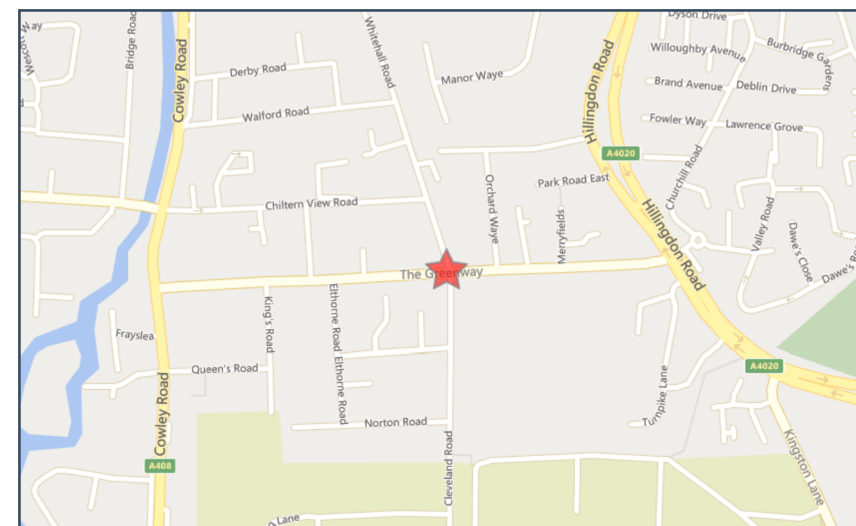 Wescott Way
Bridge Road
Cowley Road
Derby Road
Walford Road
Whitehall Road
Manor Waye
Hillingdon Road
Dyson Drive
Willoughby Avenue
Burbridge Gardens
Brand Avenue
Deblin Drive
Fowler Way
Lawrence Grove
A4020
Churchill Road
Park Road East
Orchard Waye
Merryfields
Chiltern View Road
Hillingdon Road
Valley Road
Dawe's Close
Dawe's Ro
The Greenway
King's Road
Elthorne Road
Elthorne Road
Frayslea
Queen's Road
Cowley Road
A408
Norton Road
Cleveland Road
Turnpike Lane
A4020
Kingston Lane
Lane